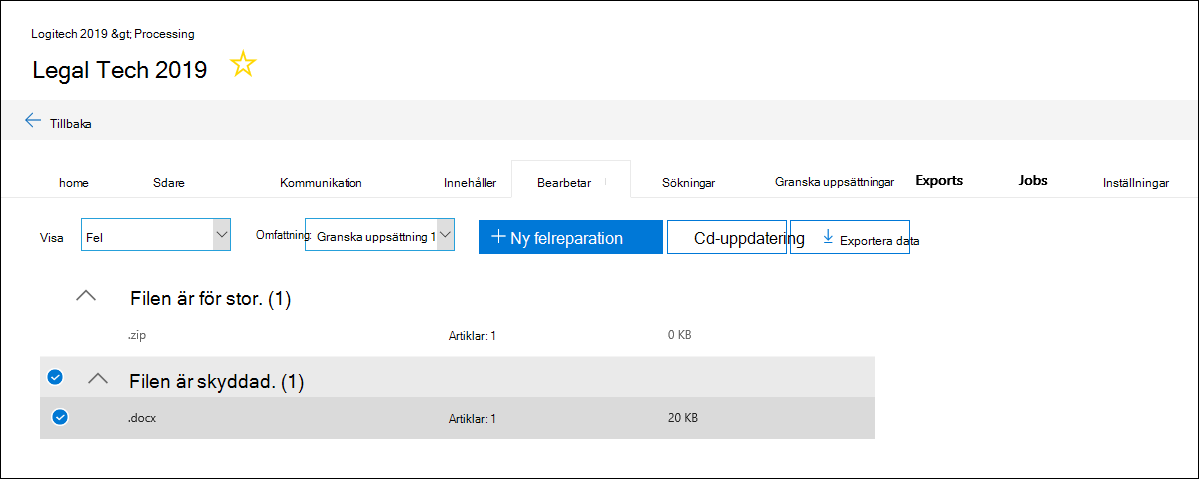 Logitech 2019 &gt; Processing
Legal Tech 2019
Tillbaka
home Sdare Kommunikation Innehåller Bearbetar Sökningar Granska uppsättningar Exports Jobs Inställningar
Visa Fel Omfattning: Granska uppsättning 1 Ny felreparation Cd-uppdatering Exportera data
Filen är för stor. (1)
.zip Artiklar: 1 0 KB
Filen är skyddad. (1)
.docx Artiklar: 1 20 KB